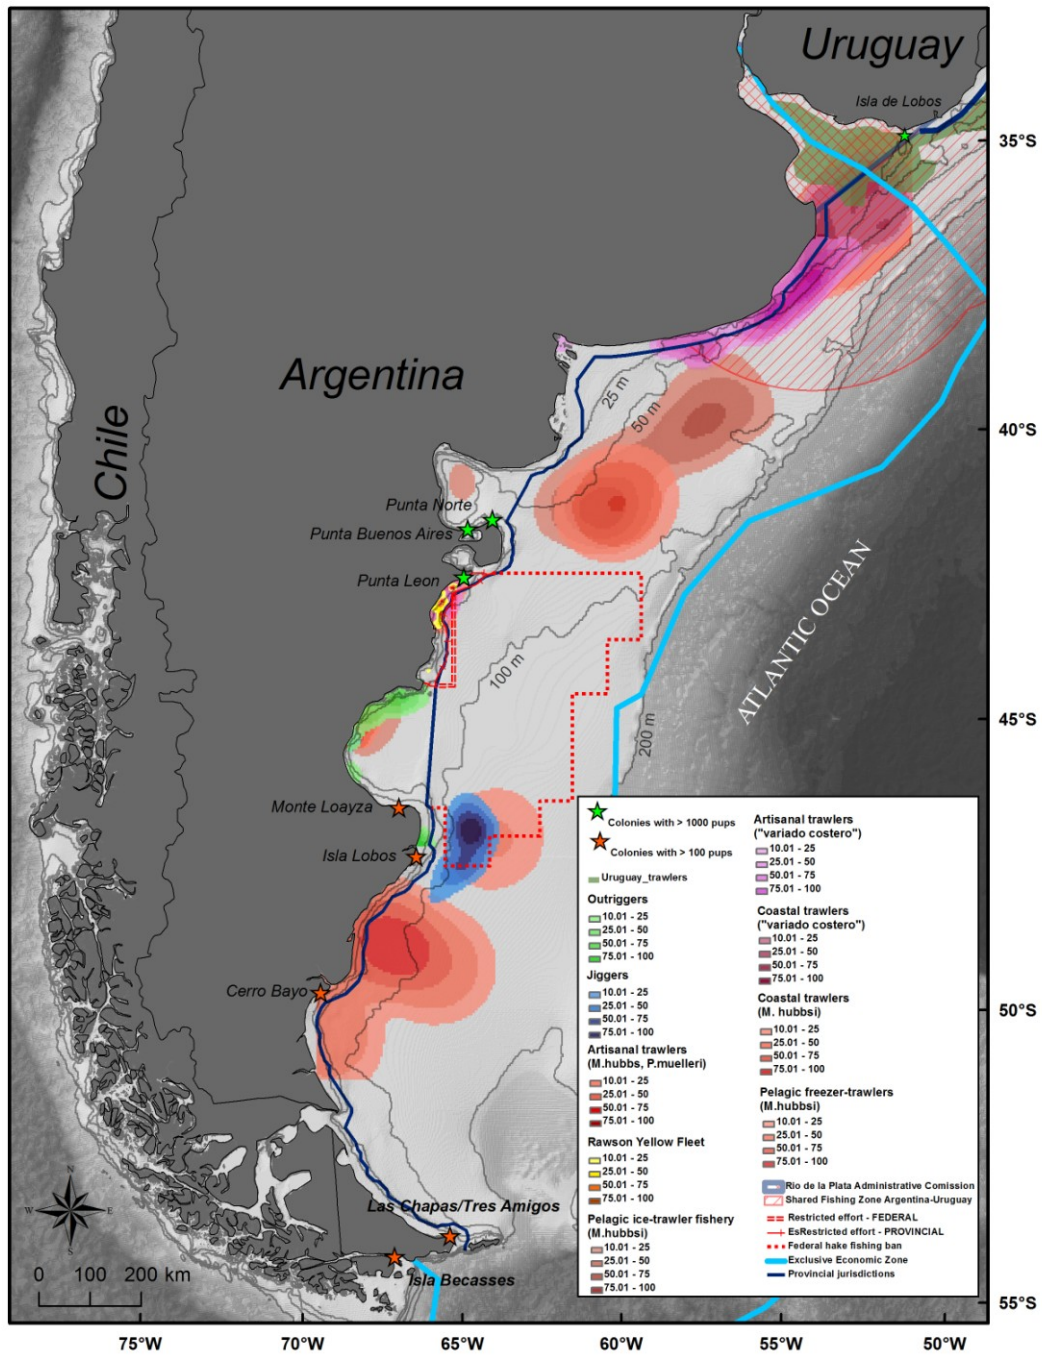 Uruguay
Isla de Lobos
35°S
Argentina
Chile
25 m
50 m
40°S
Punta Norte
Punta Buenos Aires
Punta Leon
ATLANTIC OCEAN
100 m
200 m
45°S
Monte Loayza
Isla Lobos
Cerro Bayo
50°S
Las Chapas/Tres Amigos
Isla Becasses
55°S
N
W
E
S
0 100 200 km
75°W 70°W 65°W 60°W 55°W 50°W
Colonies with > 1000 pups
Colonies with > 100 pups
Uruguay_trawlers
Outriggers
10.01 - 25
25.01 - 50
50.01 - 75
75.01 - 100
Jiggers
10.01 - 25
25.01 - 50
50.01 - 75
75.01 - 100
Artisanal trawlers
(M.hubbs, P.muelleri)
10.01 - 25
25.01 - 50
50.01 - 75
75.01 - 100
Rawson Yellow Fleet
10.01 - 25
25.01 - 50
50.01 - 75
75.01 - 100
Pelagic ice-trawler fishery
(M.hubbsi)
10.01 - 25
25.01 - 50
50.01 - 75
75.01 - 100
Artisanal trawlers
("variado costero")
10.01 - 25
25.01 - 50
50.01 - 75
75.01 - 100
Coastal trawlers
("variado costero")
10.01 - 25
25.01 - 50
50.01 - 75
75.01 - 100
Coastal trawlers
(M. hubbsi)
10.01 - 25
25.01 - 50
50.01 - 75
75.01 - 100
Pelagic freezer-trawlers
(M.hubbsi)
10.01 - 25
25.01 - 50
50.01 - 75
75.01 - 100
Rio de la Plata Administrative Comission
Shared Fishing Zone Argentina-Uruguay
Restricted effort - FEDERAL
EsRestricted effort - PROVINCIAL
Federal hake fishing ban
Exclusive Economic Zone
Provincial jurisdictions